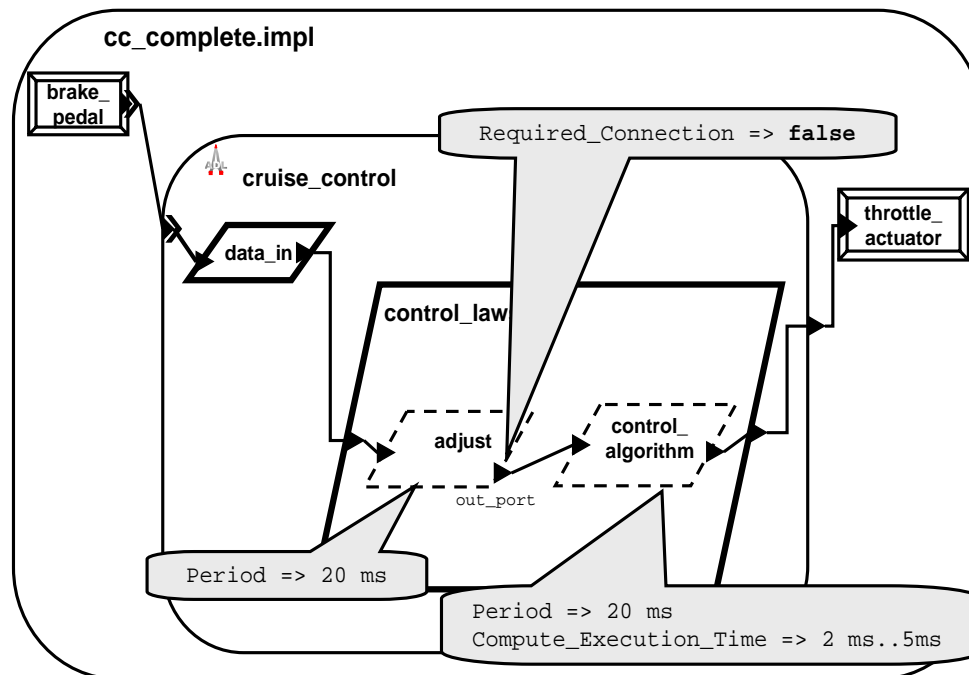 cc_complete.impl
brake_
pedal
Required_Connection => false
cruise_control
throttle_
actuator
data_in
control_law
adjust
control_
algorithm
out_port
Period => 20 ms
Period => 20 ms
Compute_Execution_Time => 2 ms..5ms